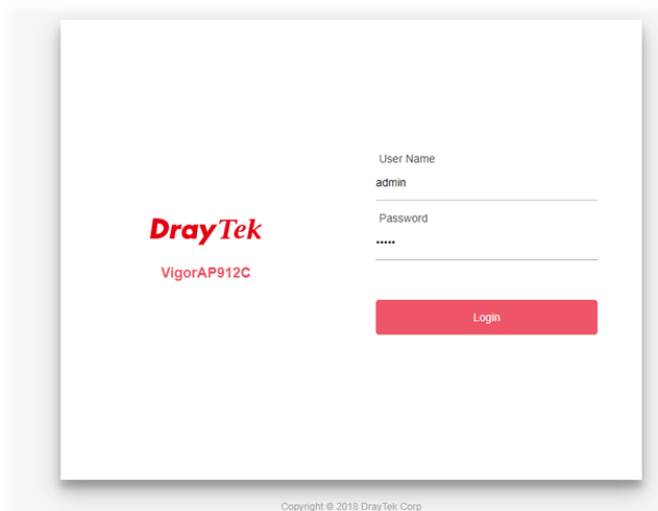 User Name
admin
Password
•••••
DrayTek
VigorAP912C
Login
Copyright © 2018 DrayTek Corp